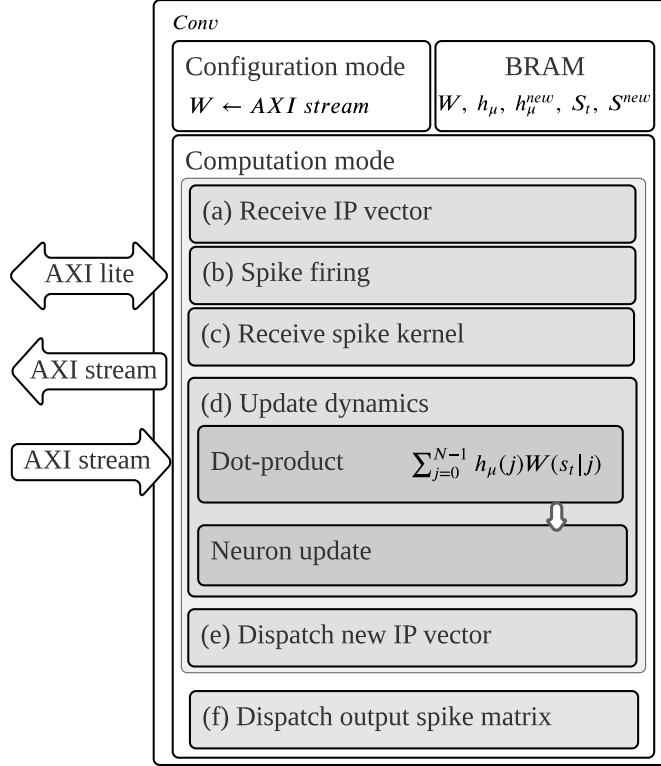 Conv
Configuration mode
W ← AXI stream
BRAM
W, h_μ, h_μ^{new}, S_t, S^{new}
Computation mode
(a) Receive IP vector
(b) Spike firing
(c) Receive spike kernel
(d) Update dynamics
Dot-product ∑_{j=0}^{N−1} h_μ(j)W(s_t|j)
Neuron update
(e) Dispatch new IP vector
(f) Dispatch output spike matrix
AXI lite
AXI stream
AXI stream